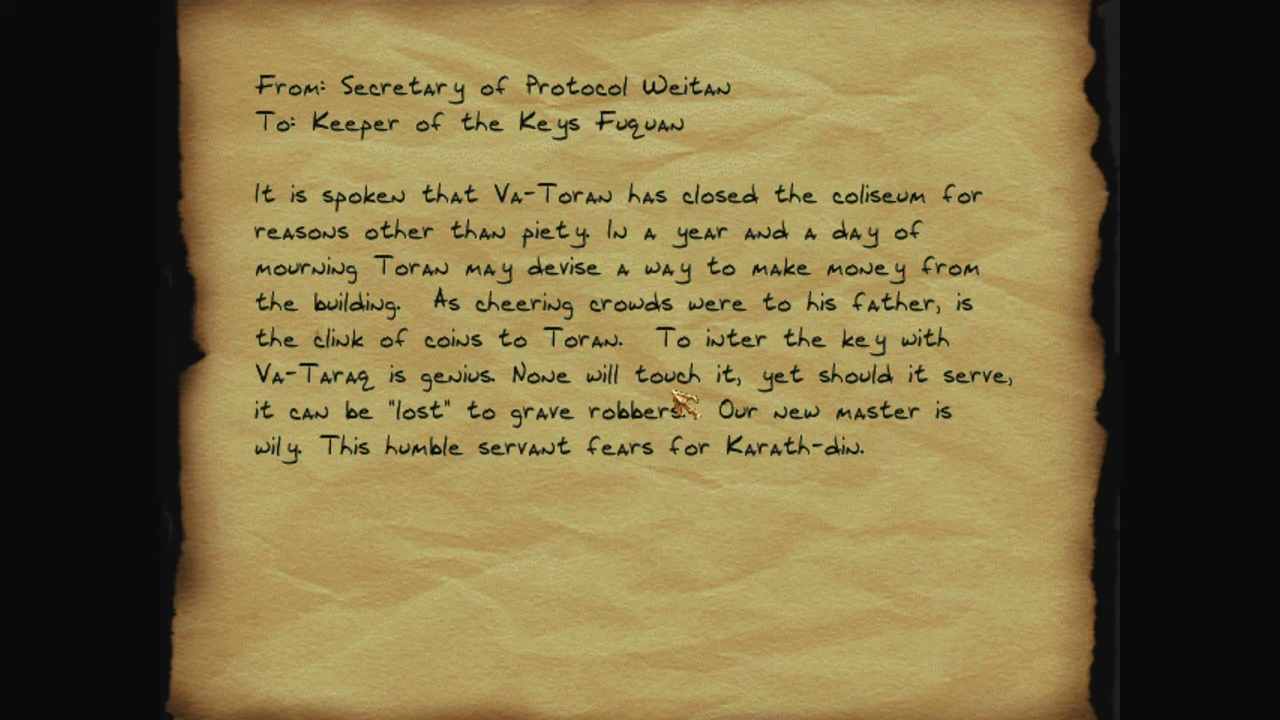 From: Secretary of Protocol Weitan
To: Keeper of the Keys Fuquan
It is spoken that Va-Toran has closed the coliseum for
reasons other than piety. In a year and a day of
mourning Toran may devise a way to make money from
the building. As cheering crowds were to his father, is
the clink of coins to Toran. To inter the key with
Va-Taraq is genius. None will touch it, yet should it serve,
it can be "lost" to grave robbers. Our new master is
wily. This humble servant fears for Karath-din.